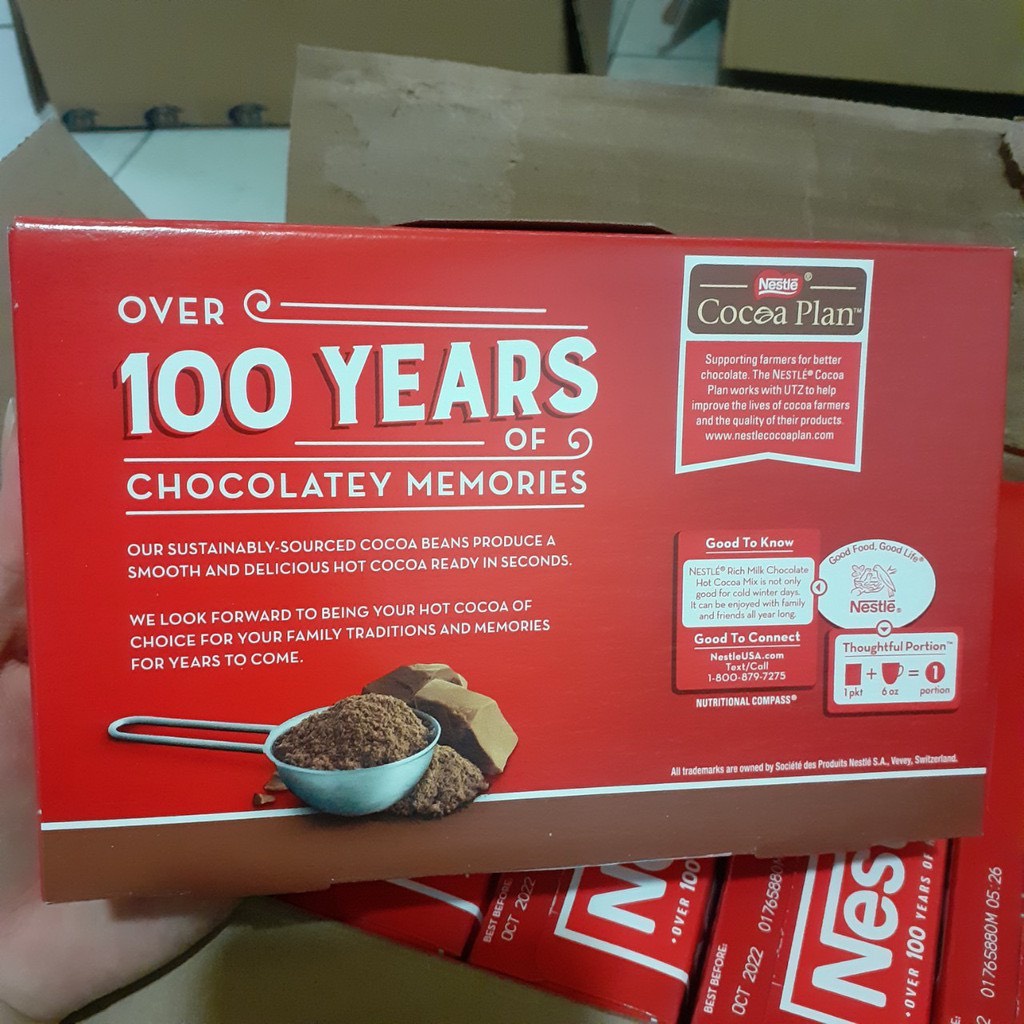 OVER
100 YEARS
OF
CHOCOLATEY MEMORIES
OUR SUSTAINABLY-SOURCED COCOA BEANS PRODUCE A
SMOOTH AND DELICIOUS HOT COCOA READY IN SECONDS.
WE LOOK FORWARD TO BEING YOUR HOT COCOA OF
CHOICE FOR YOUR FAMILY TRADITIONS AND MEMORIES
FOR YEARS TO COME.
Nestlé®
Cocoa Plan™
Supporting farmers for better
chocolate. The NESTLÉ® Cocoa
Plan works with UTZ to help
improve the lives of cocoa farmers
and the quality of their products.
www.nestlecocoaplan.com
Good To Know
NESTLÉ® Rich Milk Chocolate
Hot Cocoa Mix is not only
good for cold winter days.
It can be enjoyed with family
and friends all year long.
Good To Connect
NestleUSA.com
Text/Call
1-800-879-7275
NUTRITIONAL COMPASS®
Good Food, Good Life®
Nestlé®
Thoughtful Portion™
+ = 1
1 pkt 6 oz portion
All trademarks are owned by Société des Produits Nestlé S.A., Vevey, Switzerland.
BEST BEFORE
OCT 2022
•OVER 100
BEST BEFORE:
OCT 2022 01765880
Nes
•OVER 100 YEARS OF
01765880M 05:26